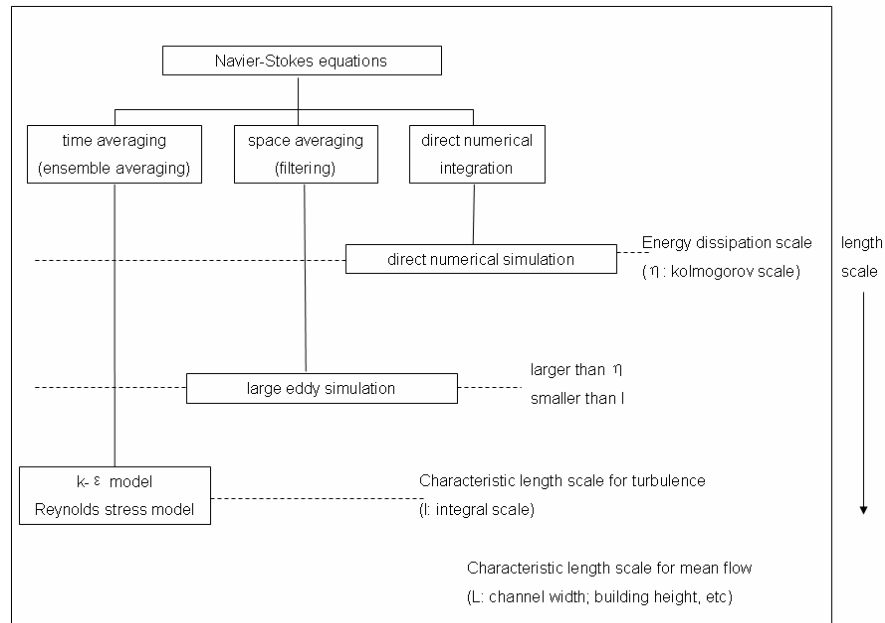 Navier-Stokes equations
time averaging
(ensemble averaging)
space averaging
(filtering)
direct numerical
integration
direct numerical simulation
Energy dissipation scale
(η: kolmogorov scale)
length
scale
large eddy simulation
larger than η
smaller than l
k-ε model
Reynolds stress model
Characteristic length scale for turbulence
(l: integral scale)
Characteristic length scale for mean flow
(L: channel width; building height, etc)